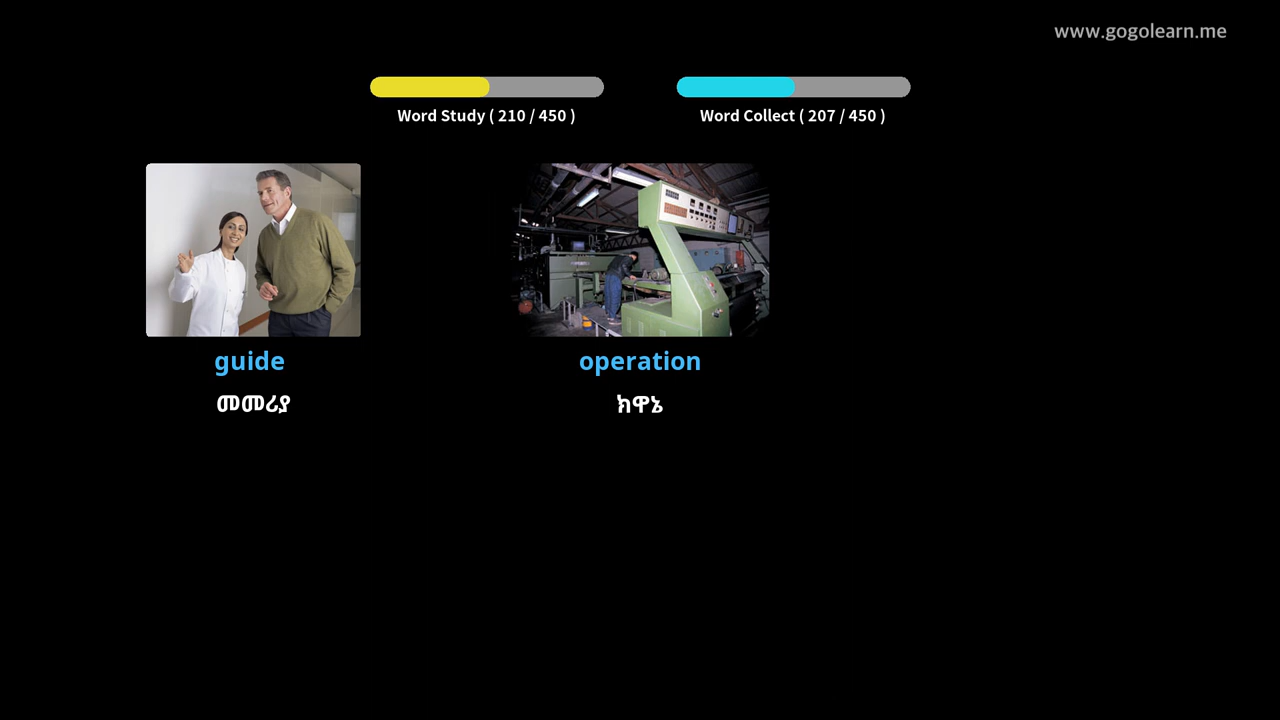 www.gogolearn.me
Word Study ( 210 / 450 )
Word Collect ( 207 / 450 )
guide
መመሪያ
operation
ክዋኔ